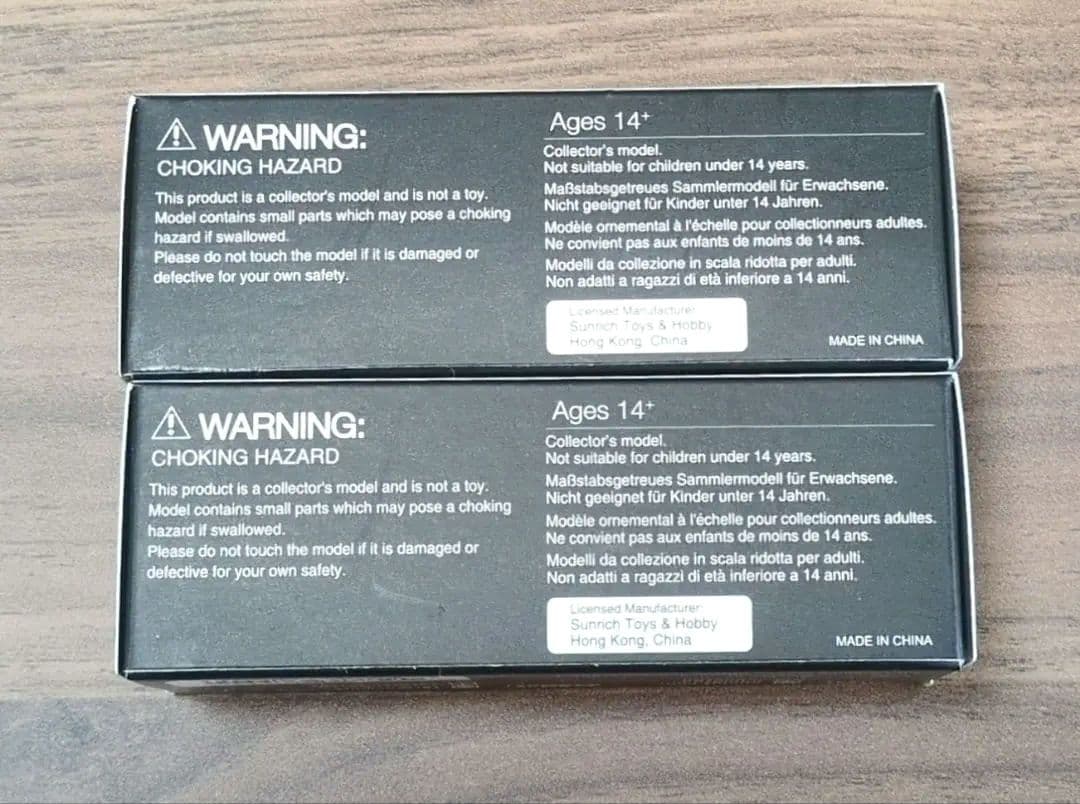 WARNING:
CHOKING HAZARD
This product is a collector's model and is not a toy.
Model contains small parts which may pose a choking
hazard if swallowed.
Please do not touch the model if it is damaged or
defective for your own safety.
Ages 14+
Collector's model.
Not suitable for children under 14 years.
Maßstabsgetreues Sammlermodell für Erwachsene.
Nicht geeignet für Kinder unter 14 Jahren.
Modèle ornemental à l'échelle pour collectionneurs adultes.
Ne convient pas aux enfants de moins de 14 ans.
Modelli da collezione in scala ridotta per adulti.
Non adatti a ragazzi di età inferiore a 14 anni.
Licensed Manufacturer:
Sunrich Toys & Hobby
Hong Kong, China
MADE IN CHINA
WARNING:
CHOKING HAZARD
This product is a collector's model and is not a toy.
Model contains small parts which may pose a choking
hazard if swallowed.
Please do not touch the model if it is damaged or
defective for your own safety.
Ages 14+
Collector's model.
Not suitable for children under 14 years.
Maßstabsgetreues Sammlermodell für Erwachsene.
Nicht geeignet für Kinder unter 14 Jahren.
Modèle ornemental à l'échelle pour collectionneurs adultes.
Ne convient pas aux enfants de moins de 14 ans.
Modelli da collezione in scala ridotta per adulti.
Non adatti a ragazzi di età inferiore a 14 anni.
Licensed Manufacturer:
Sunrich Toys & Hobby
Hong Kong, China
MADE IN CHINA